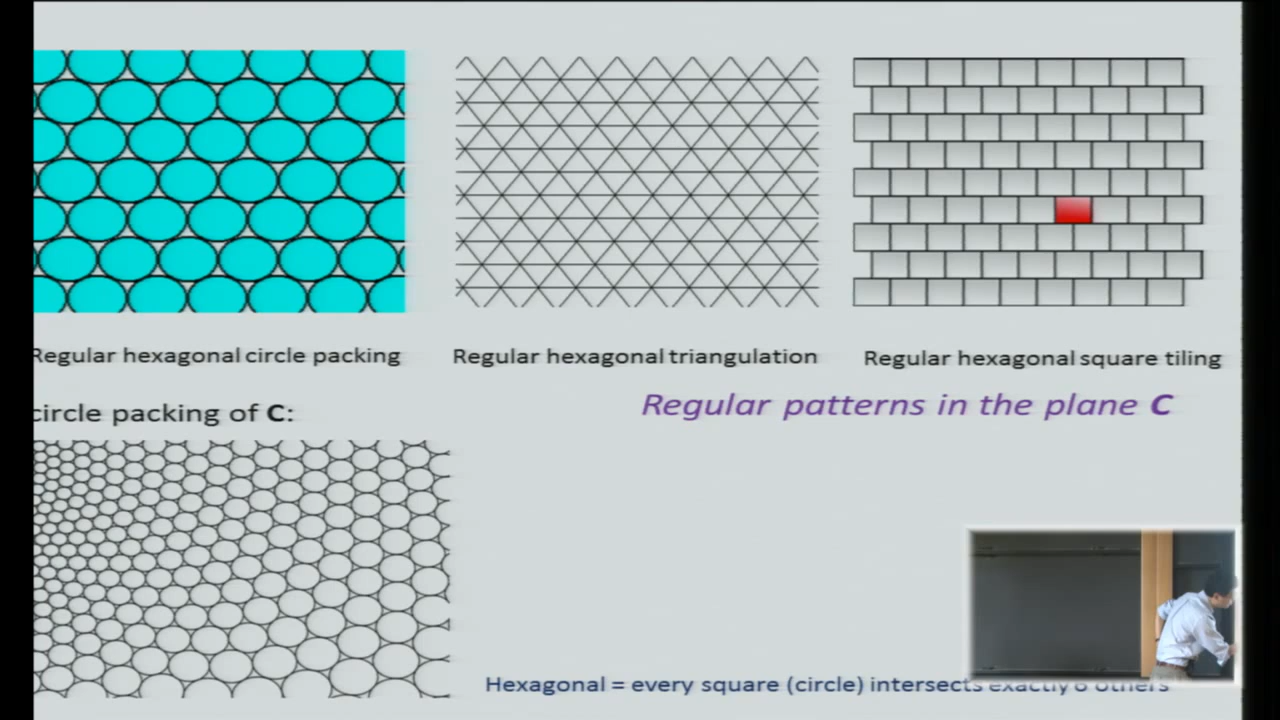 Regular hexagonal circle packing
Regular hexagonal triangulation
Regular hexagonal square tiling
circle packing of C:
Regular patterns in the plane C
Hexagonal = every square (circle) intersects exactly 6 others